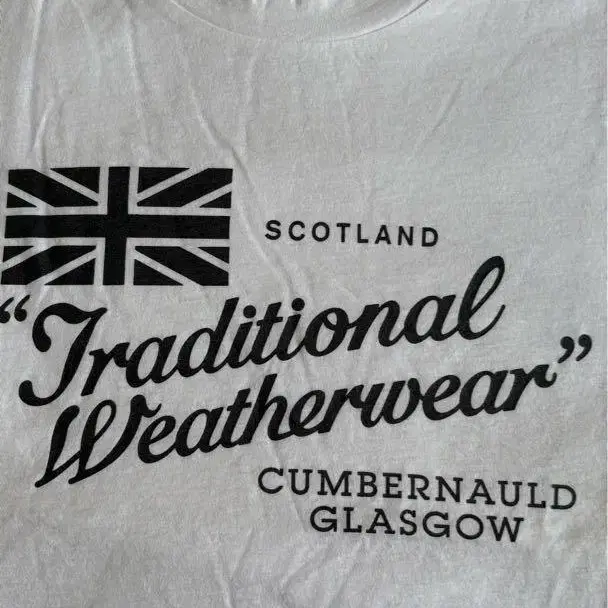 SCOTLAND
“Traditional
Weatherwear”
CUMBERNAULD
GLASGOW